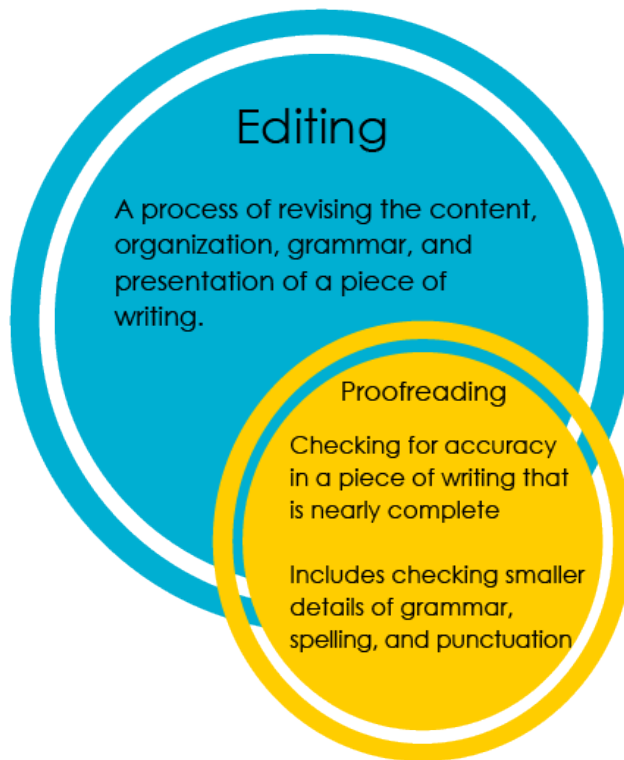 Editing
A process of revising the content,
organization, grammar, and
presentation of a piece of
writing.
Proofreading
Checking for accuracy
in a piece of writing that
is nearly complete
Includes checking smaller
details of grammar,
spelling, and punctuation